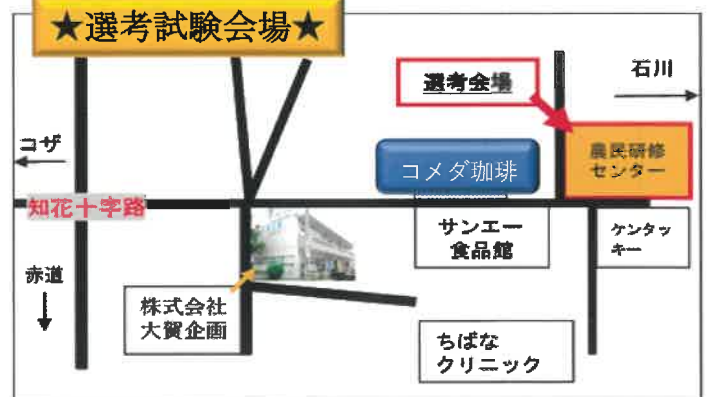 ★選考試験会場★
選考会場
石川
コザ
農民研修
センター
コメダ珈琲
知花十字路
サンエー
食品館
ケンタッ
キー
赤道
株式会社
大賀企画
ちばな
クリニック